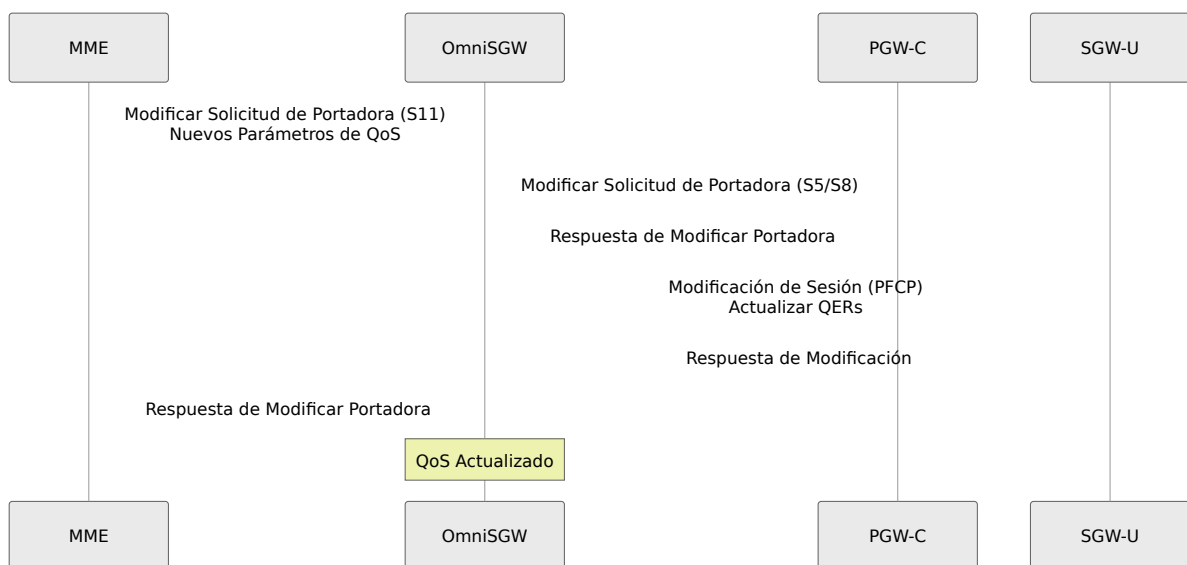 MME
OmniSGW
PGW-C
SGW-U
Modificar Solicitud de Portadora (S11)
Nuevos Parámetros de QoS
Modificar Solicitud de Portadora (S5/S8)
Respuesta de Modificar Portadora
Modificación de Sesión (PFCP)
Actualizar QERs
Respuesta de Modificación
Respuesta de Modificar Portadora
QoS Actualizado
MME
OmniSGW
PGW-C
SGW-U